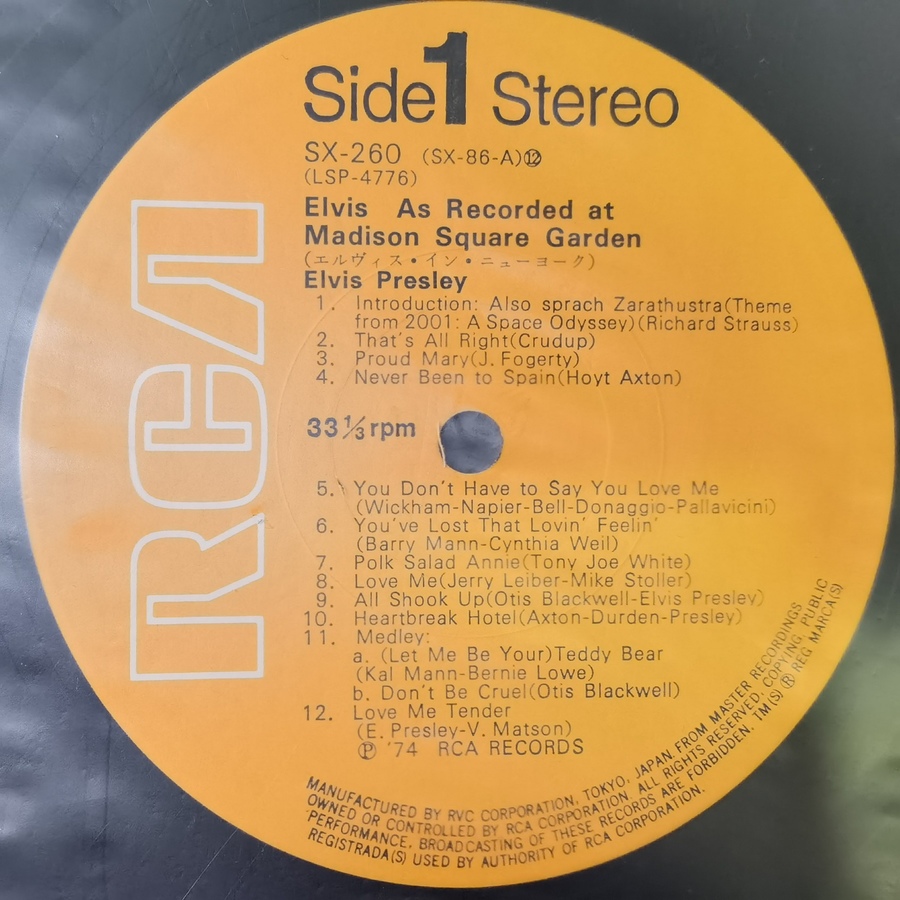 Side 1 Stereo
SX-260 (SX-86-A)⑫
(LSP-4776)
Elvis As Recorded at
Madison Square Garden
(エルヴィス・イン・ニューヨーク)
Elvis Presley
1. Introduction: Also sprach Zarathustra(Theme
from 2001: A Space Odyssey)(Richard Strauss)
2. That's All Right(Crudup)
3. Proud Mary(J. Fogerty)
4. Never Been to Spain(Hoyt Axton)
33 1/3 rpm
5. You Don't Have to Say You Love Me
(Wickham-Napier-Bell-Donaggio-Pallavicini)
6. You've Lost That Lovin' Feelin'
(Barry Mann-Cynthia Weil)
7. Polk Salad Annie(Tony Joe White)
8. Love Me(Jerry Leiber-Mike Stoller)
9. All Shook Up(Otis Blackwell-Elvis Presley)
10. Heartbreak Hotel(Axton-Durden-Presley)
11. Medley:
a. (Let Me Be Your)Teddy Bear
(Kal Mann-Bernie Lowe)
b. Don't Be Cruel(Otis Blackwell)
12. Love Me Tender
(E. Presley-V. Matson)
Ⓟ '74 RCA RECORDS
RCA
MANUFACTURED BY RVC CORPORATION, TOKYO, JAPAN FROM MASTER RECORDINGS
OWNED OR CONTROLLED BY RCA CORPORATION. ALL RIGHTS RESERVED. COPYING, PUBLIC
PERFORMANCE, BROADCASTING OF THESE RECORDS ARE FORBIDDEN. TM(S) ® REG MARCA(S)
REGISTRADA(S) USED BY AUTHORITY OF RCA CORPORATION.